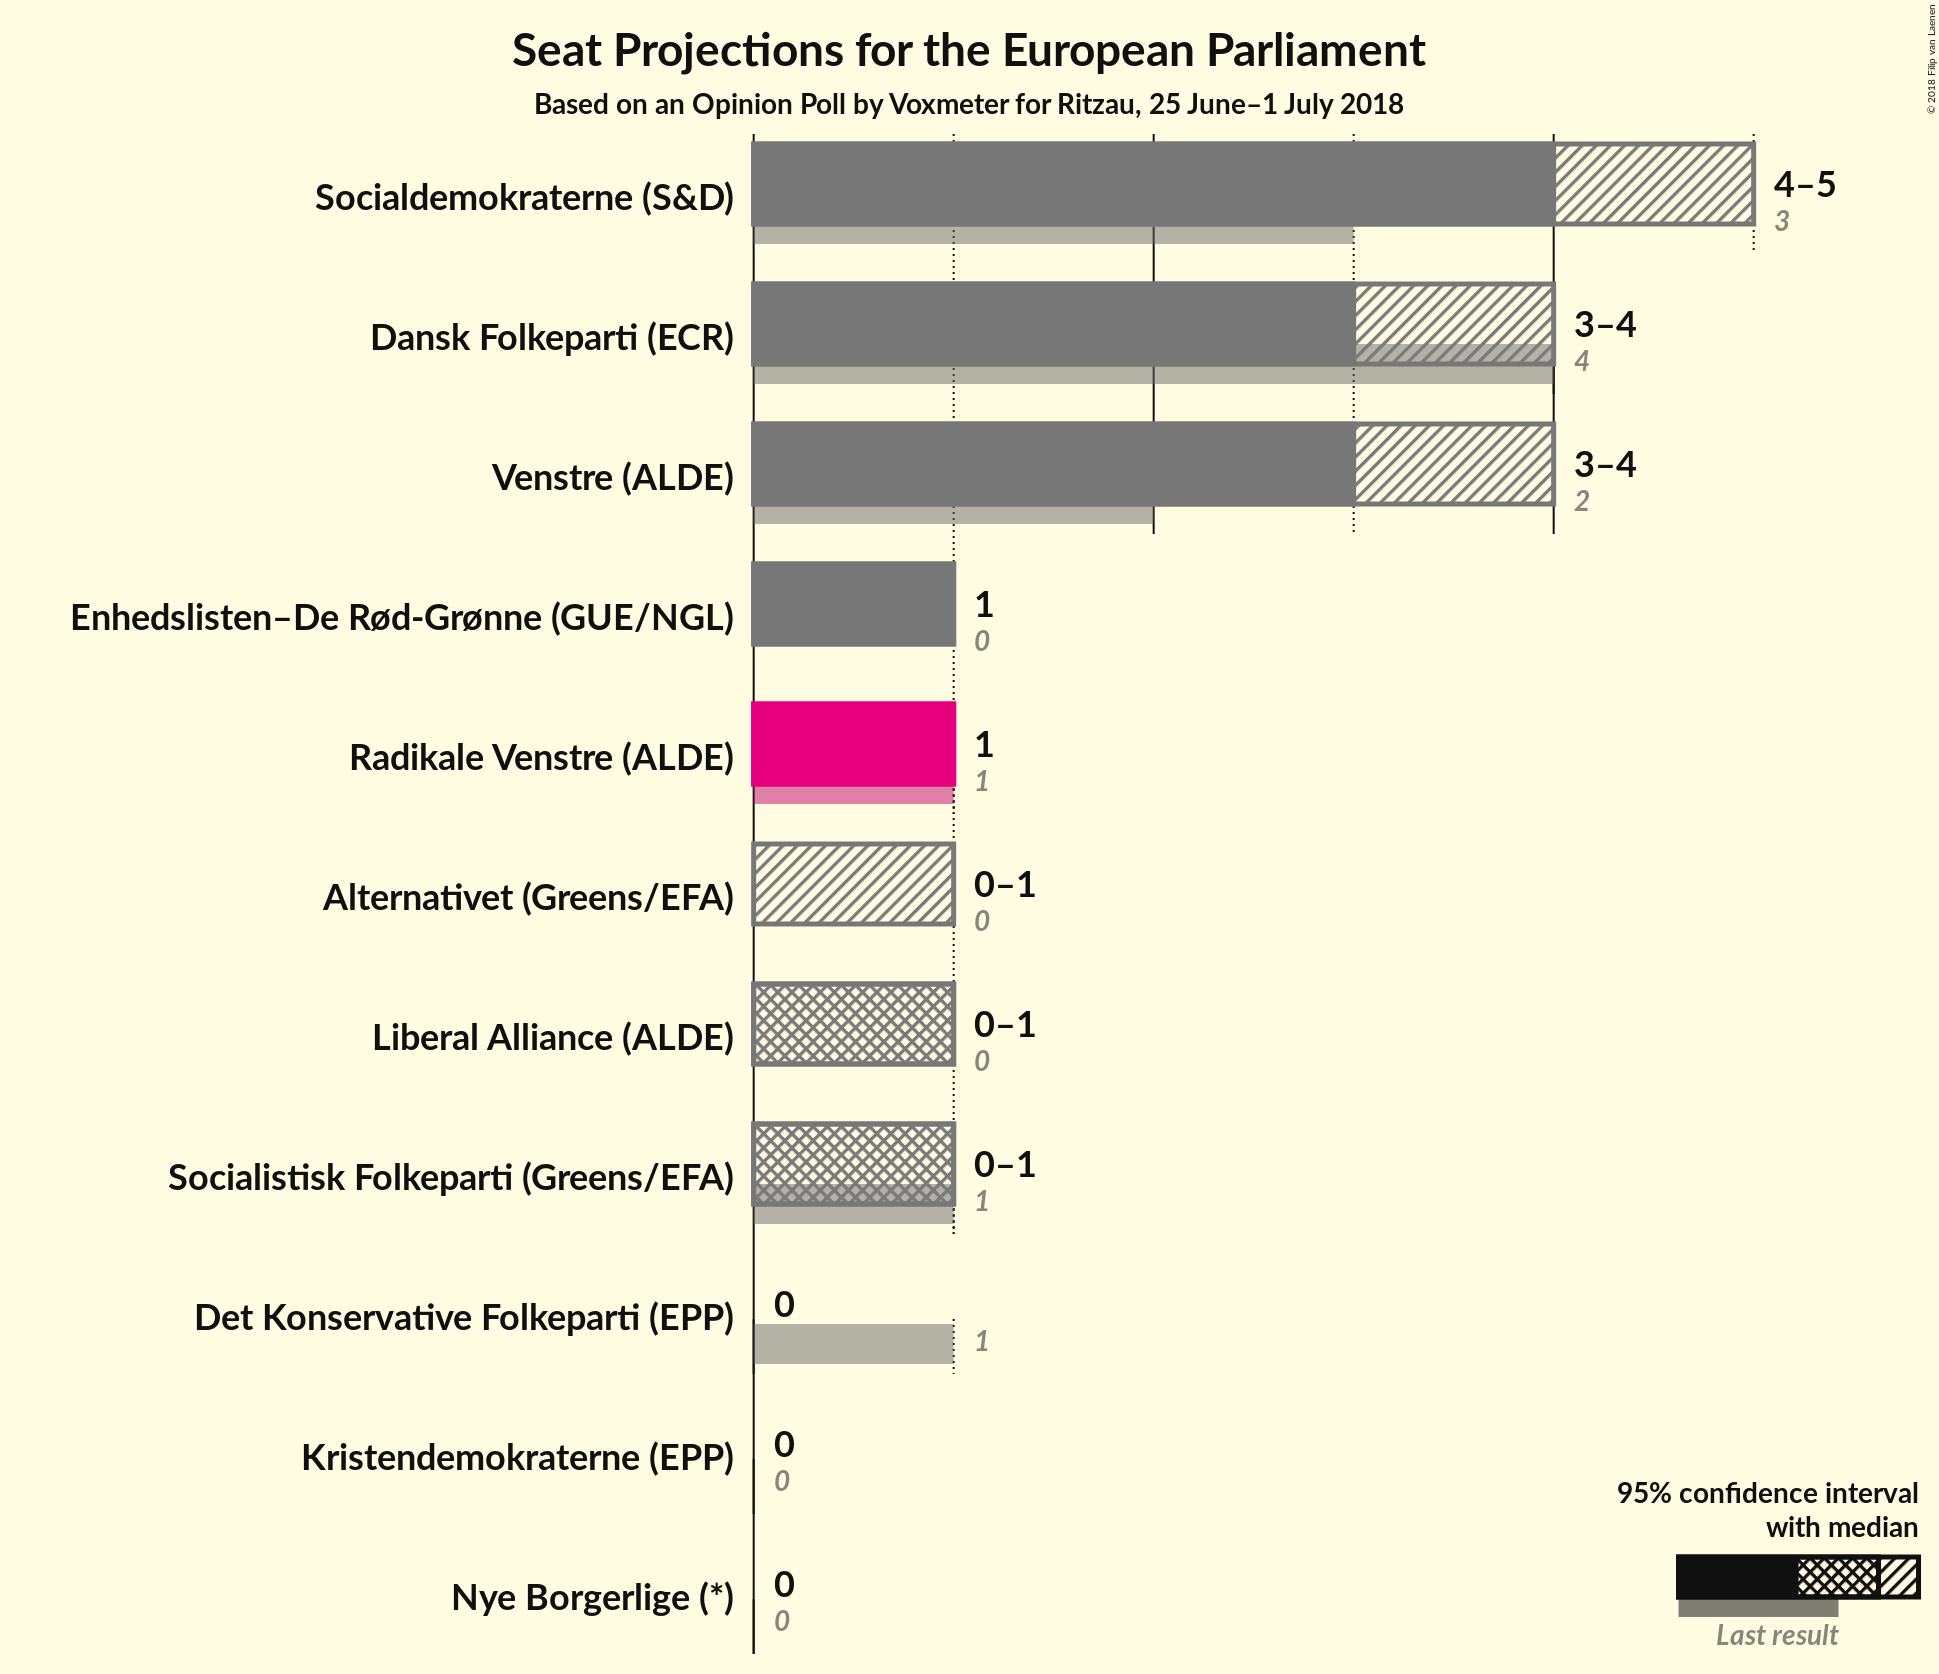 Seat Projections for the European Parliament
Based on an Opinion Poll by Voxmeter for Ritzau, 25 June–1 July 2018
© 2018 Filip van Laenen
Socialdemokraterne (S&D)
4–5
3
Dansk Folkeparti (ECR)
3–4
4
Venstre (ALDE)
3–4
2
Enhedslisten–De Rød-Grønne (GUE/NGL)
1
0
Radikale Venstre (ALDE)
1
1
Alternativet (Greens/EFA)
0–1
0
Liberal Alliance (ALDE)
0–1
0
Socialistisk Folkeparti (Greens/EFA)
0–1
1
Det Konservative Folkeparti (EPP)
0
1
Kristendemokraterne (EPP)
0
0
Nye Borgerlige (*)
0
0
95% confidence interval
with median
Last result